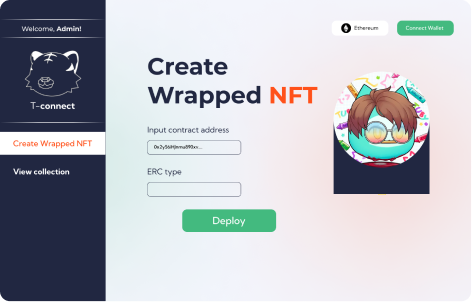 Welcome, Admin!
Ethereum
Connect Wallet
T-connect
Create Wrapped NFT
View collection
Create
Wrapped NFT
Input contract address
ERC type
Deploy